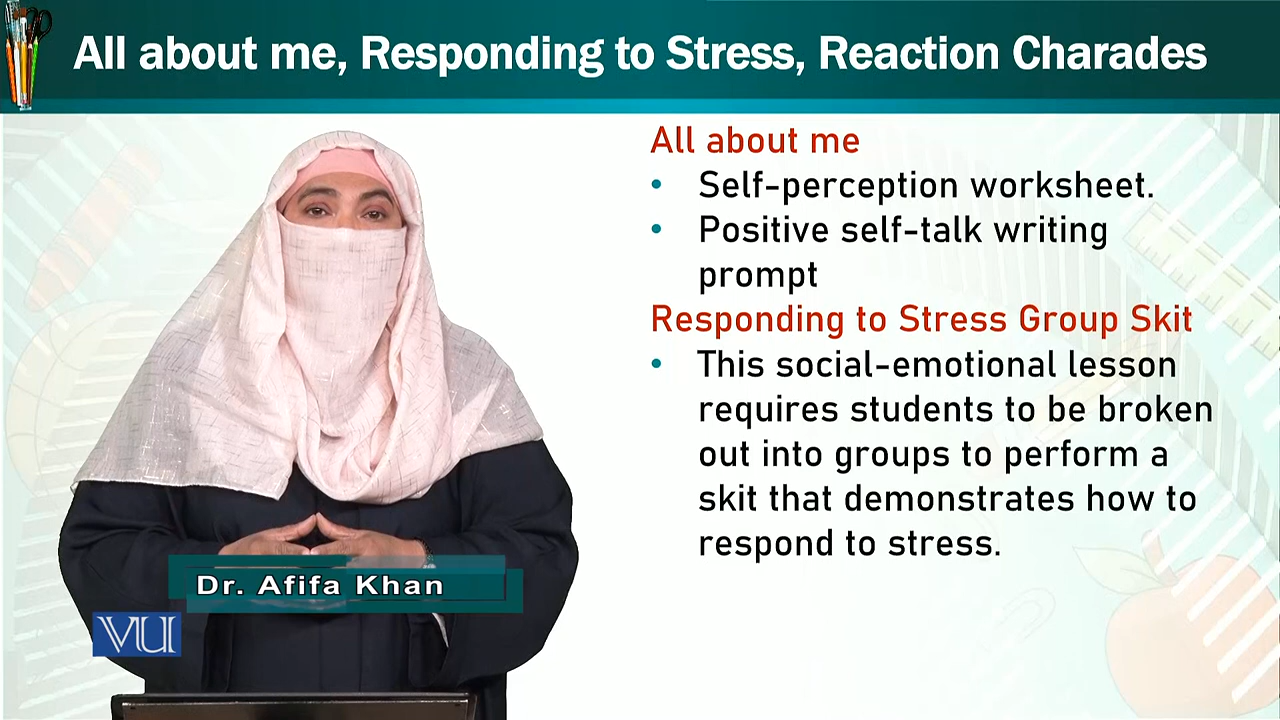 All about me, Responding to Stress, Reaction Charades
All about me
• Self-perception worksheet.
• Positive self-talk writing
prompt
Responding to Stress Group Skit
• This social-emotional lesson
requires students to be broken
out into groups to perform a
skit that demonstrates how to
respond to stress.
Dr. Afifa Khan
VU